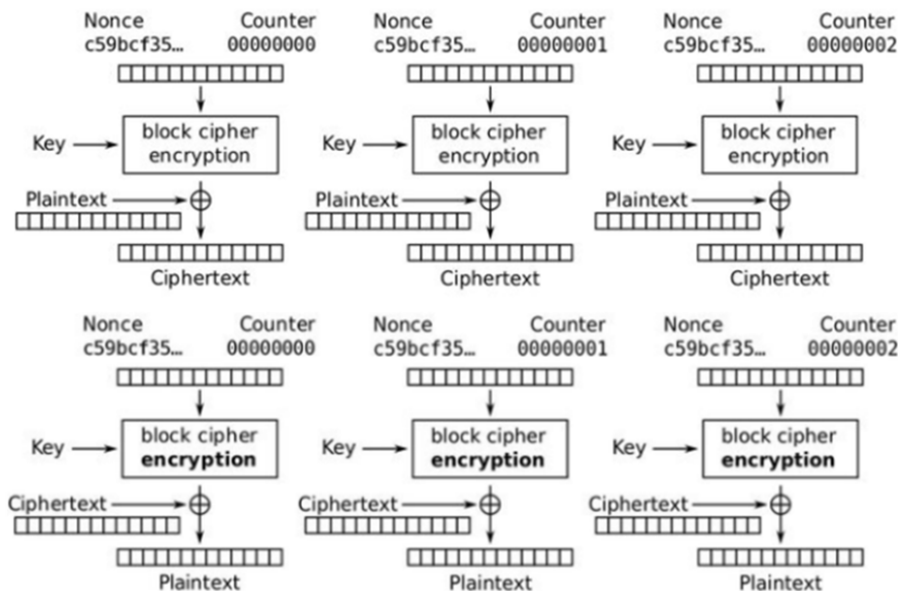 Nonce Counter Nonce Counter Nonce Counter
c59bcf35… 00000000 c59bcf35… 00000001 c59bcf35… 00000002
block cipher block cipher block cipher
Key encryption Key encryption Key encryption
Plaintext Plaintext Plaintext
Ciphertext Ciphertext Ciphertext
Nonce Counter Nonce Counter Nonce Counter
c59bcf35… 00000000 c59bcf35… 00000001 c59bcf35… 00000002
block cipher block cipher block cipher
Key encryption Key encryption Key encryption
Ciphertext Ciphertext Ciphertext
Plaintext Plaintext Plaintext